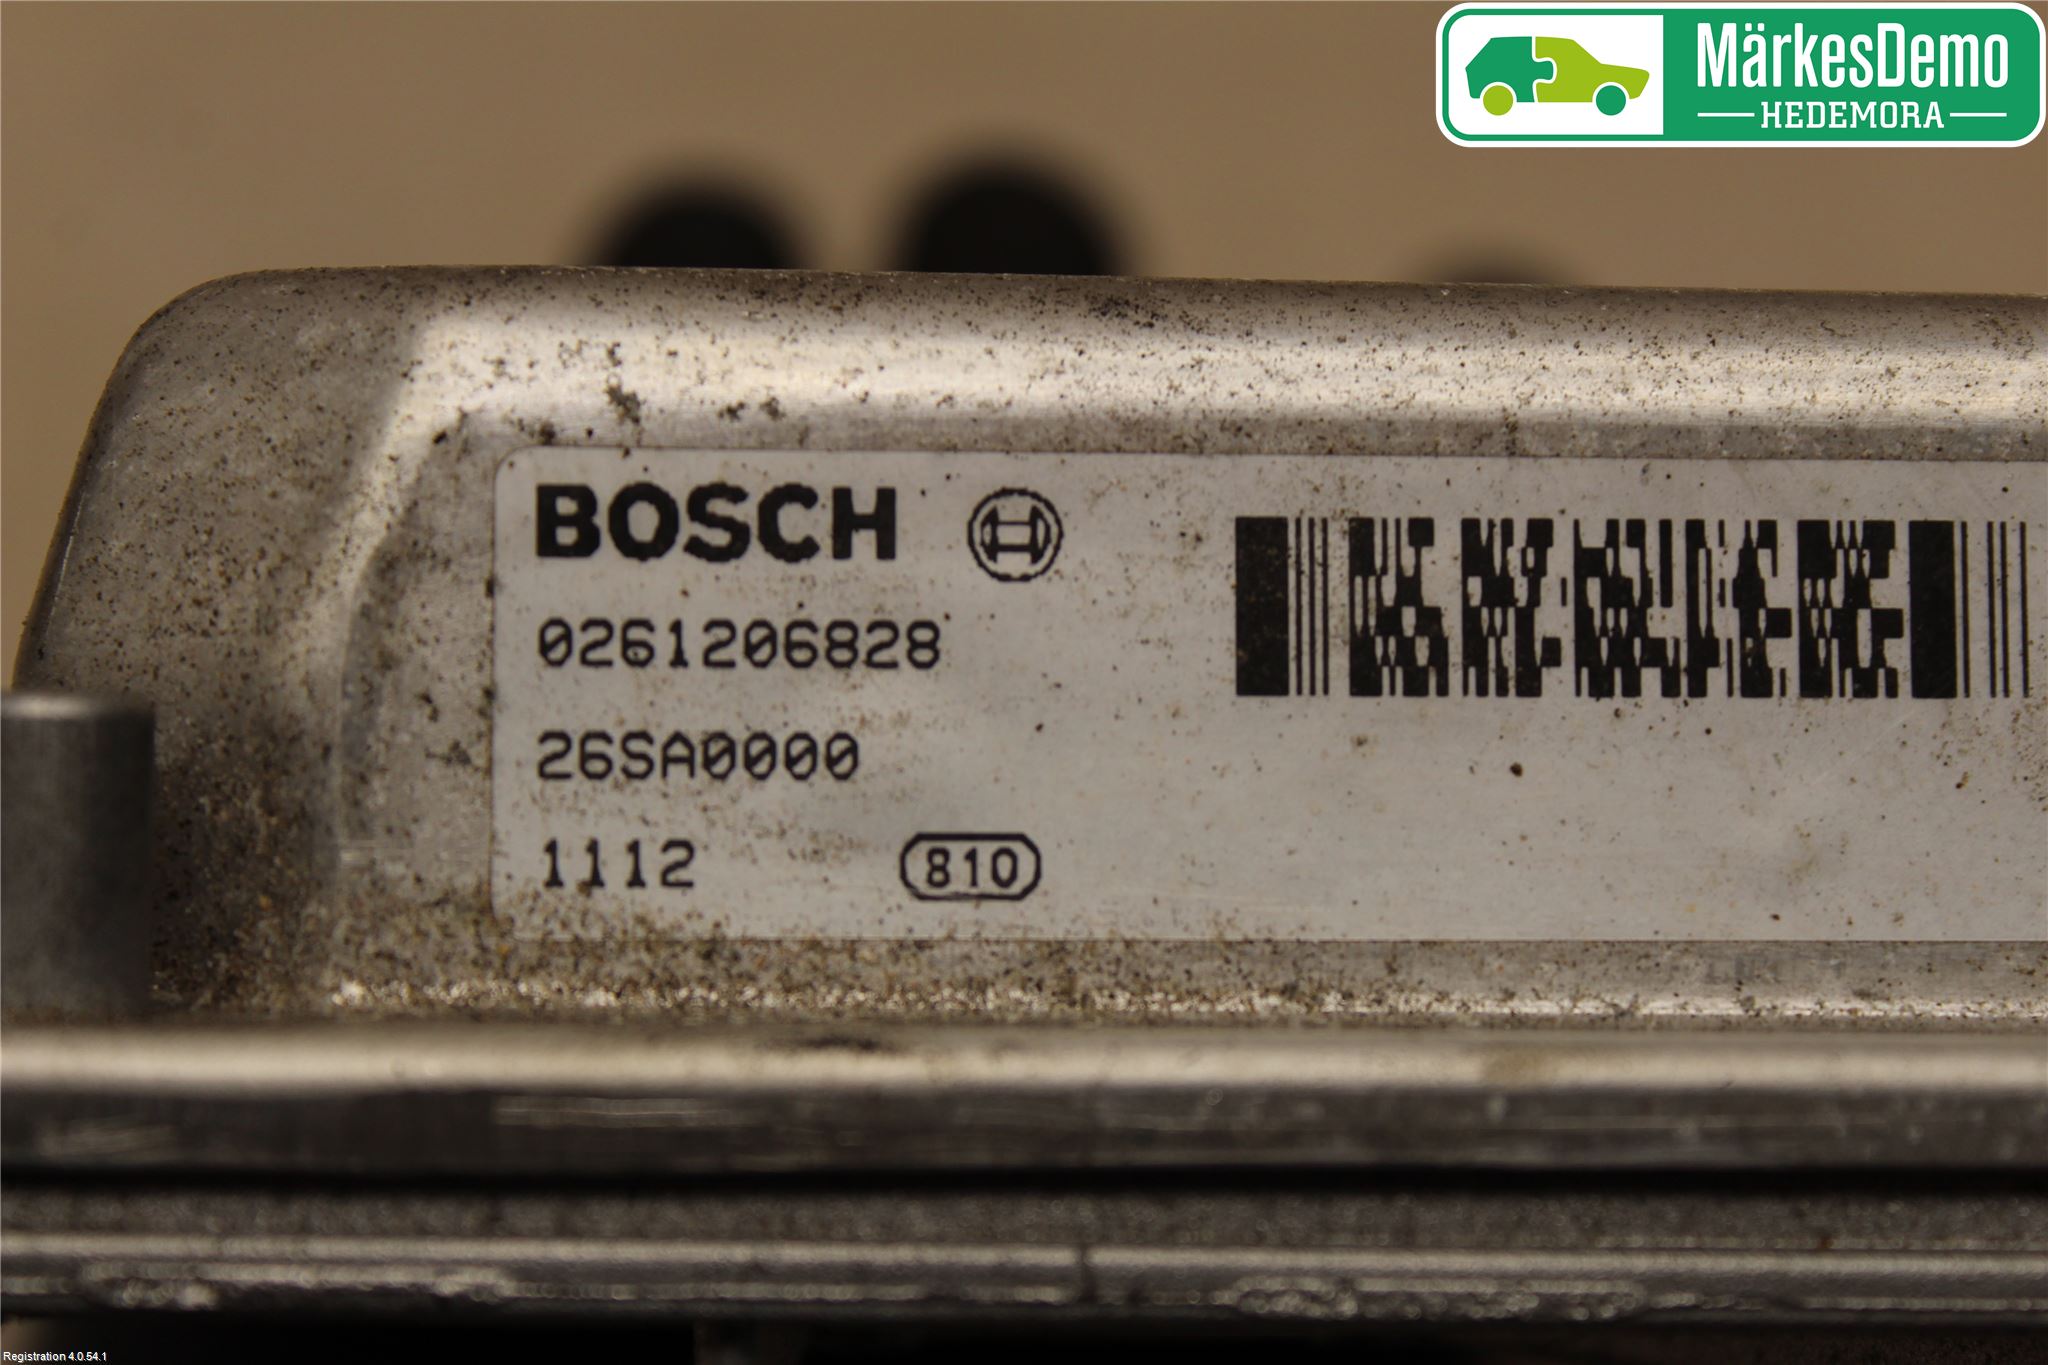 MärkesDemo
HEDEMORA
BOSCH
0261206828
26SA0000
1112 810
Registration 4.0.54.1